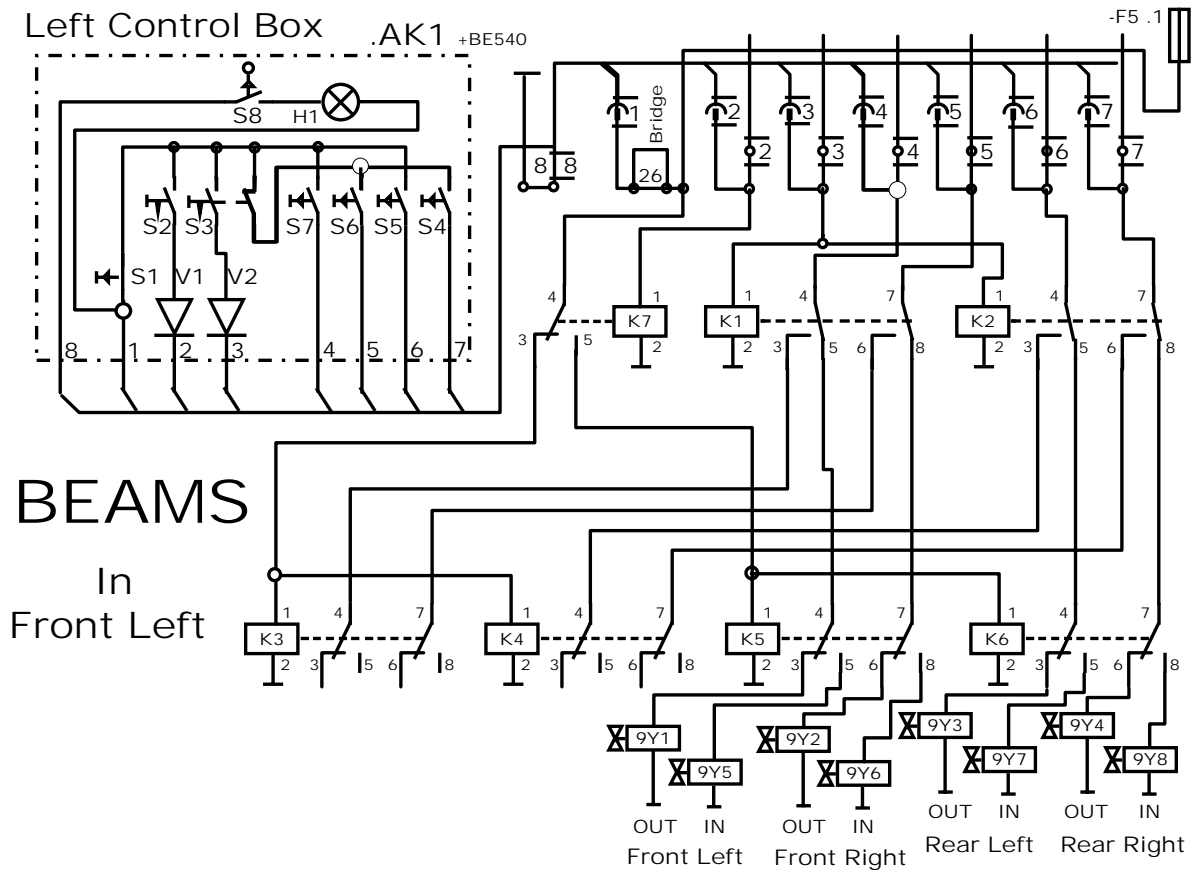 Left Control Box .AK1 +BE540
-F5 .1
S8 H1
1 Bridge 2 3 4 5 6 7
8 8 26 2 3 4 5 6 7
S2 S3 S7 S6 S5 S4
S1 V1 V2
8 1 2 3 4 5 6 7
4 1 1 4 7 1 4 7
K7 K1 K2
3 5 2 2 3 5 6 8 2 3 5 6 8
BEAMS
In
Front Left
1 4 7 1 4 7 1 4 7 1 4 7
K3 K4 K5 K6
2 3 5 6 8 2 3 5 6 8 2 3 5 6 8 2 3 5 6 8
9Y1 9Y2 9Y3 9Y4
9Y5 9Y6 9Y7 9Y8
OUT IN OUT IN OUT IN OUT IN
Front Left Front Right Rear Left Rear Right